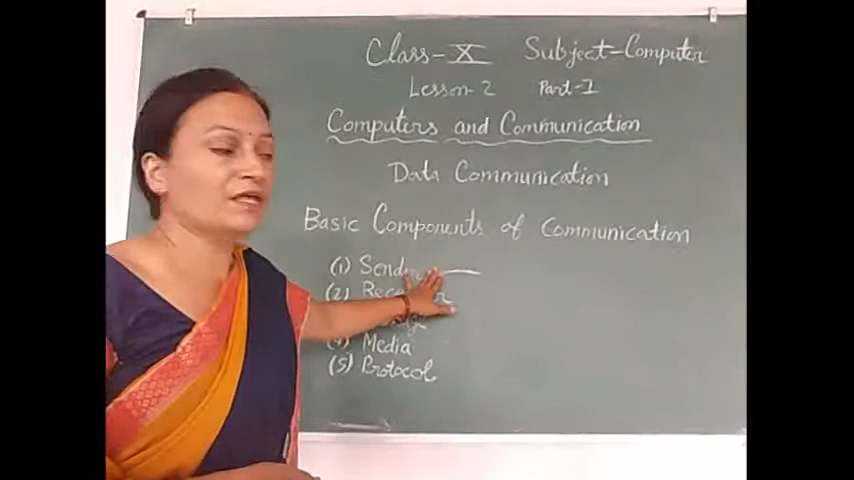 Class-X Subject-Computer
Lesson-2 Part-1
Computers and Communication
Data Communication
Basic Components of Communication
(1) Sender
(2)
Media
(5) Protocol